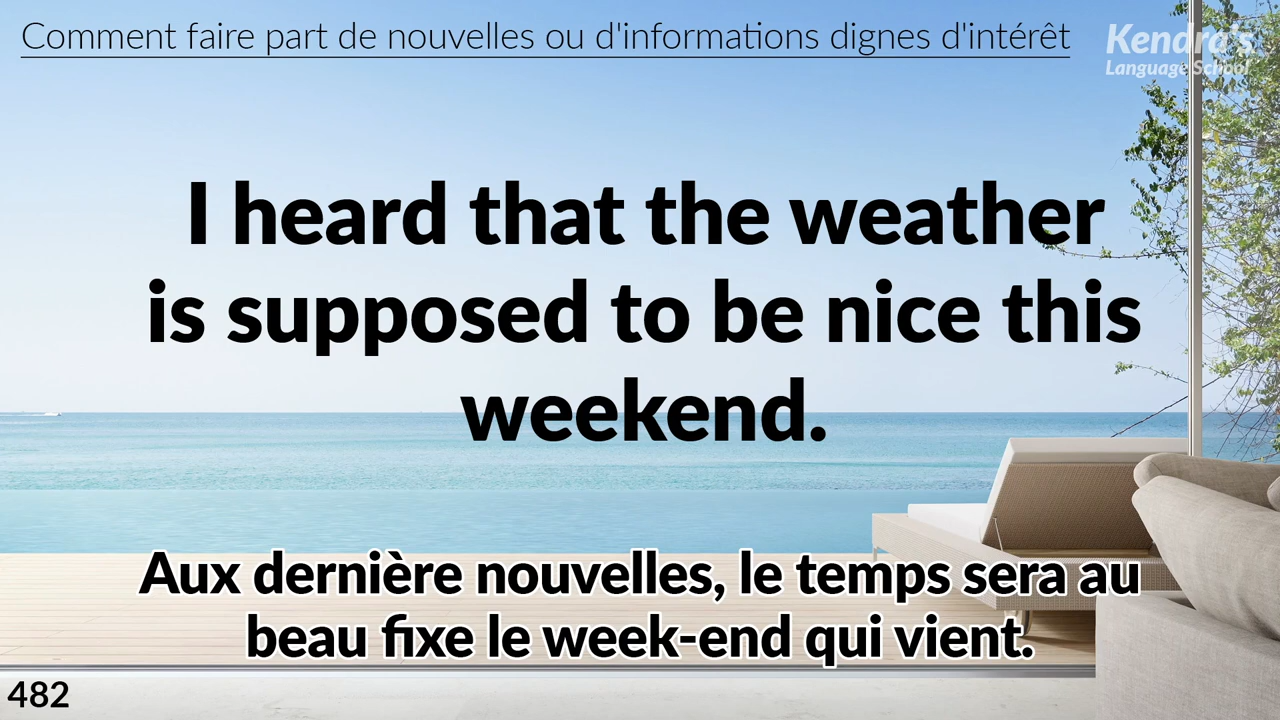 Comment faire part de nouvelles ou d'informations dignes d'intérêt
Kendra's
Language School
I heard that the weather
is supposed to be nice this
weekend.
Aux dernière nouvelles, le temps sera au
beau fixe le week-end qui vient.
482